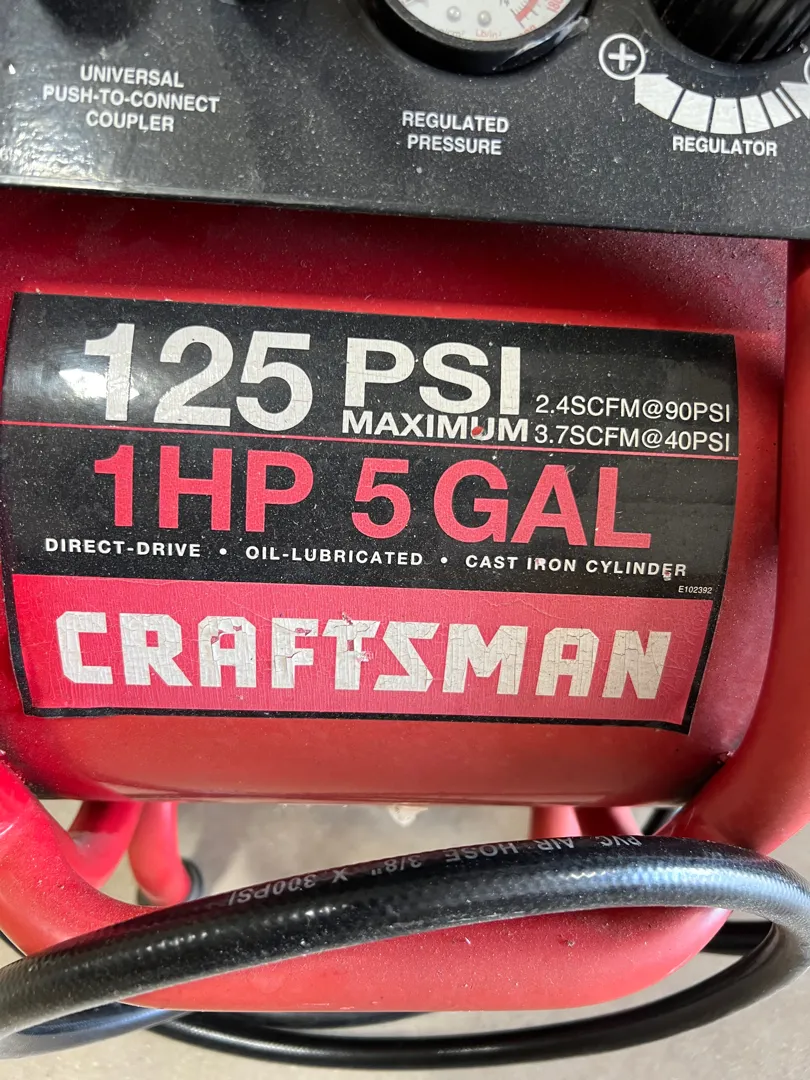 UNIVERSAL
PUSH-TO-CONNECT
COUPLER
REGULATED
PRESSURE
REGULATOR
125 PSI
MAXIMUM
2.4SCFM@90PSI
3.7SCFM@40PSI
1HP 5 GAL
DIRECT-DRIVE • OIL-LUBRICATED • CAST IRON CYLINDER
E102392
CRAFTSMAN
PVC AIR HOSE 3/8" X 300PSI